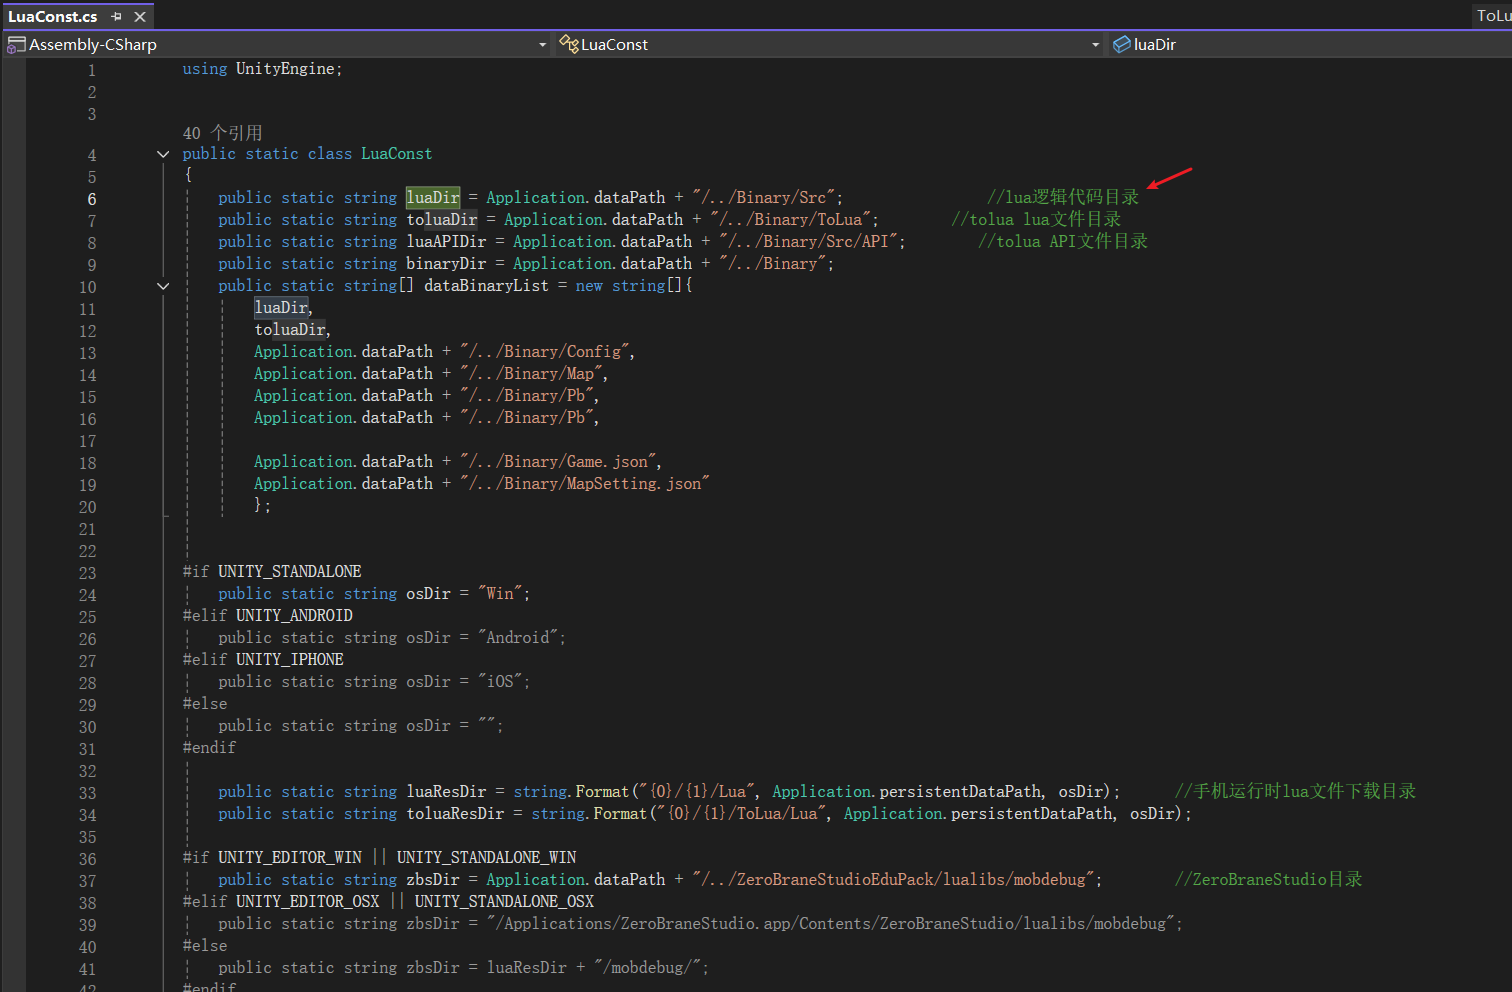 LuaConst.cs
ToLu
Assembly-CSharp
LuaConst
luaDir
1 using UnityEngine;
2
3
40 个引用
4 public static class LuaConst
5 {
6 public static string luaDir = Application.dataPath + "/../Binary/Src"; //lua逻辑代码目录
7 public static string toluaDir = Application.dataPath + "/../Binary/ToLua"; //tolua lua文件目录
8 public static string luaAPIDir = Application.dataPath + "/../Binary/Src/API"; //tolua API文件目录
9 public static string binaryDir = Application.dataPath + "/../Binary";
10 public static string[] dataBinaryList = new string[]{
11 luaDir,
12 toluaDir,
13 Application.dataPath + "/../Binary/Config",
14 Application.dataPath + "/../Binary/Map",
15 Application.dataPath + "/../Binary/Pb",
16 Application.dataPath + "/../Binary/Pb",
17
18 Application.dataPath + "/../Binary/Game.json",
19 Application.dataPath + "/../Binary/MapSetting.json"
20 };
21
22
23 #if UNITY_STANDALONE
24 public static string osDir = "Win";
25 #elif UNITY_ANDROID
26 public static string osDir = "Android";
27 #elif UNITY_IPHONE
28 public static string osDir = "iOS";
29 #else
30 public static string osDir = "";
31 #endif
32
33 public static string luaResDir = string.Format("{0}/{1}/Lua", Application.persistentDataPath, osDir); //手机运行时lua文件下载目录
34 public static string toluaResDir = string.Format("{0}/{1}/ToLua/Lua", Application.persistentDataPath, osDir);
35
36 #if UNITY_EDITOR_WIN || UNITY_STANDALONE_WIN
37 public static string zbsDir = Application.dataPath + "/../ZeroBraneStudioEduPack/lualibs/mobdebug"; //ZeroBraneStudio目录
38 #elif UNITY_EDITOR_OSX || UNITY_STANDALONE_OSX
39 public static string zbsDir = "/Applications/ZeroBraneStudio.app/Contents/ZeroBraneStudio/lualibs/mobdebug";
40 #else
41 public static string zbsDir = luaResDir + "/mobdebug/";
42 #endif